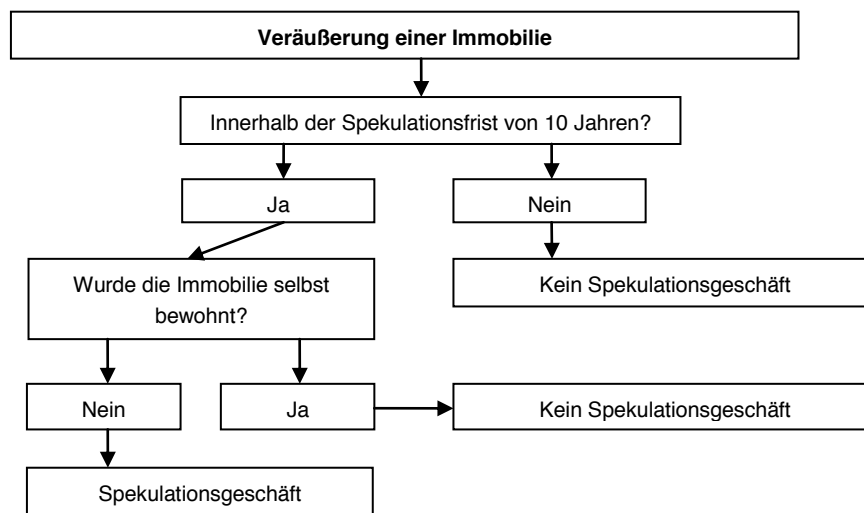 Veräußerung einer Immobilie
Innerhalb der Spekulationsfrist von 10 Jahren?
Ja
Nein
Wurde die Immobilie selbst
bewohnt?
Kein Spekulationsgeschäft
Nein
Ja
Kein Spekulationsgeschäft
Spekulationsgeschäft